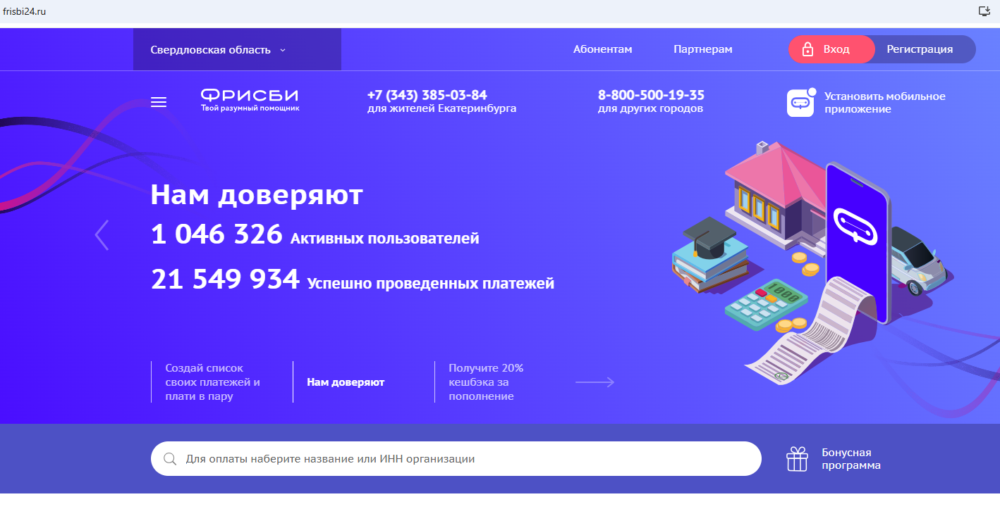 frisbi24.ru
Свердловская область
Абонентам
Партнерам
Вход
Регистрация
ФРИСБИ
Твой разумный помощник
+7 (343) 385-03-84
для жителей Екатеринбурга
8-800-500-19-35
для других городов
Установить мобильное
приложение
Нам доверяют
1 046 326 Активных пользователей
21 549 934 Успешно проведенных платежей
1000
Создай список
своих платежей и
плати в пару
Нам доверяют
Получите 20%
кешбэка за
пополнение
Для оплаты наберите название или ИНН организации
Бонусная
программа